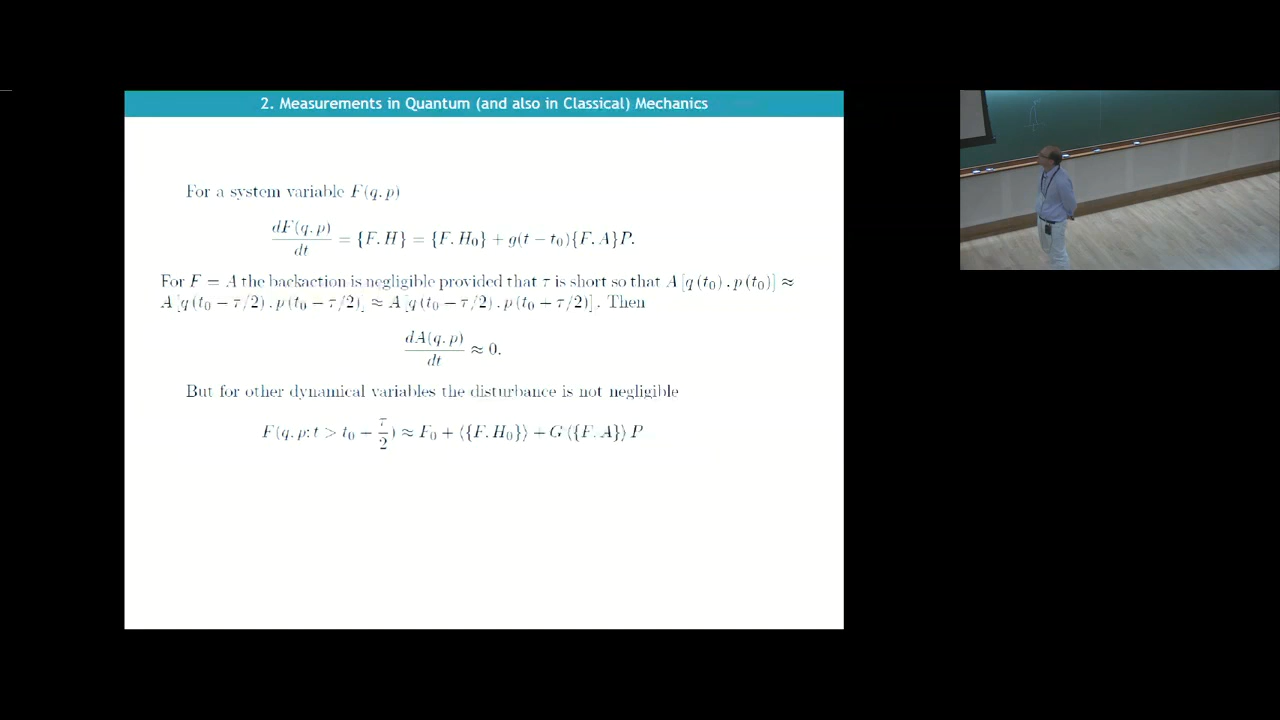 2. Measurements in Quantum (and also in Classical) Mechanics
For a system variable F(q, p)
dF(q, p)/dt = {F, H} = {F, H₀} + g(t − t₀){F, A}P.
For F = A the backaction is negligible provided that τ is short so that A [q (t₀) , p (t₀)] ≈
A [q (t₀ − τ/2) , p (t₀ − τ/2)] ≈ A [q (t₀ − τ/2) , p (t₀ + τ/2)] . Then
dA(q, p)/dt ≈ 0.
But for other dynamical variables the disturbance is not negligible
F(q, p; t > t₀ + τ/2) ≈ F₀ + ⟨{F, H₀}⟩ + G ⟨{F, A}⟩ P